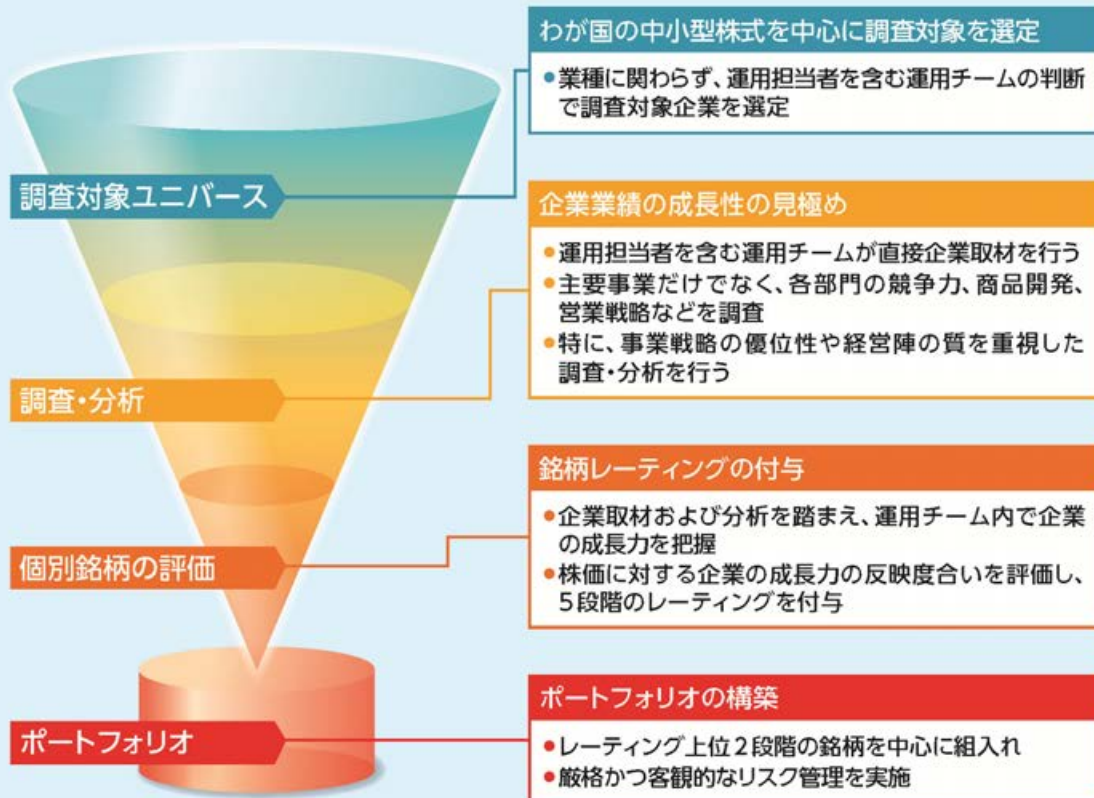 わが国の中小型株式を中心に調査対象を選定
•業種に関わらず、運用担当者を含む運用チームの判断
で調査対象企業を選定
調査対象ユニバース
企業業績の成長性の見極め
•運用担当者を含む運用チームが直接企業取材を行う
•主要事業だけでなく、各部門の競争力、商品開発、
営業戦略などを調査
•特に、事業戦略の優位性や経営陣の質を重視した
調査・分析を行う
調査・分析
銘柄レーティングの付与
•企業取材および分析を踏まえ、運用チーム内で企業
の成長力を把握
•株価に対する企業の成長力の反映度合いを評価し、
5段階のレーティングを付与
個別銘柄の評価
ポートフォリオの構築
•レーティング上位2段階の銘柄を中心に組入れ
•厳格かつ客観的なリスク管理を実施
ポートフォリオ